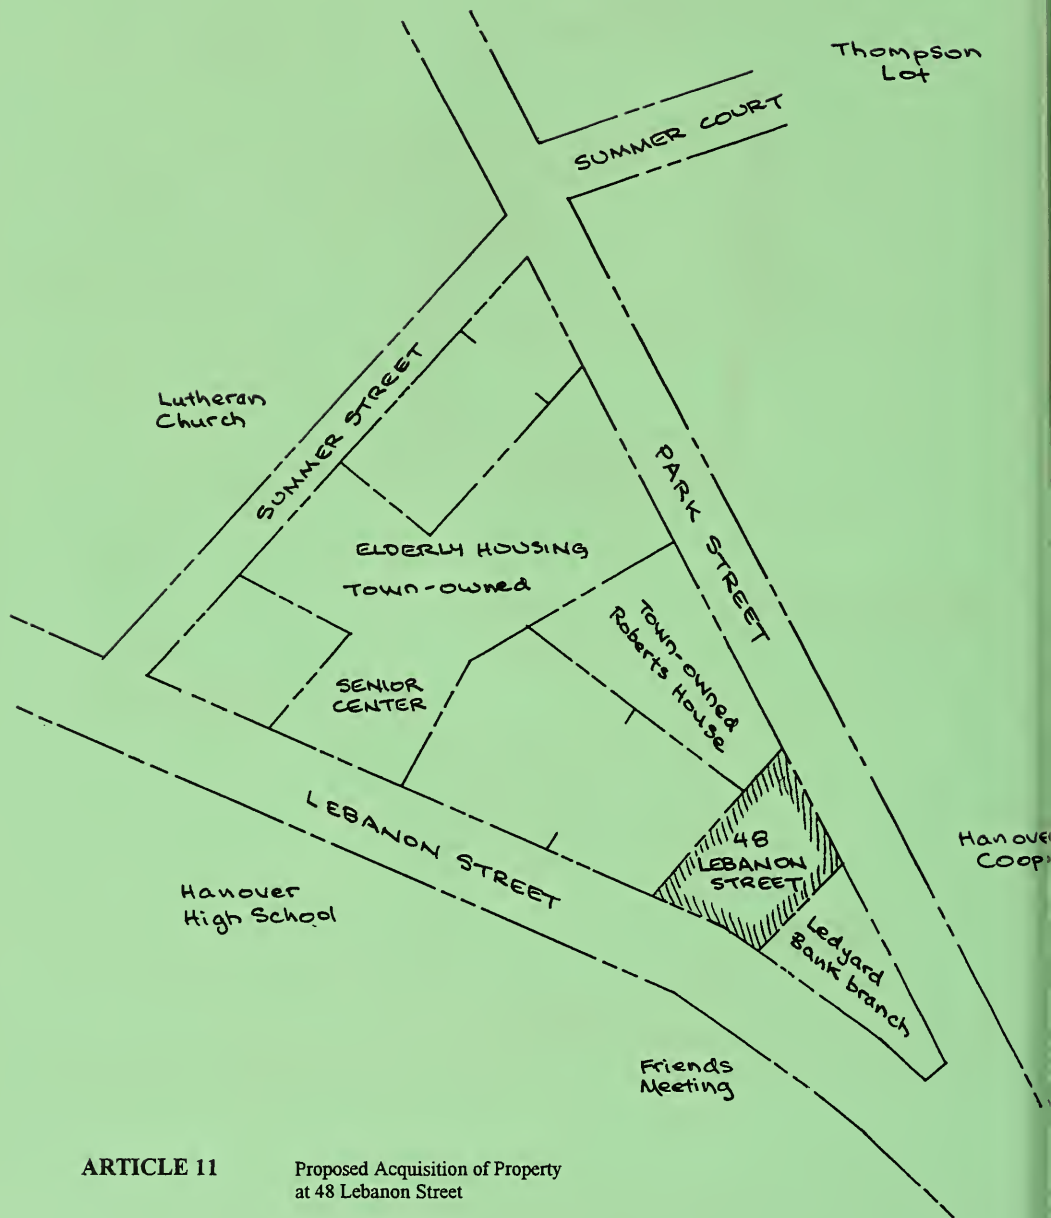 Thompson
Lot
SUMMER COURT
Lutheran
Church
SUMMER STREET
PARK STREET
ELDERLY HOUSING
Town-owned
Town-owned
Roberts House
SENIOR
CENTER
LEBANON STREET
48
LEBANON
STREET
Hanove
Coop
Hanover
High School
Ledyard
Bank branch
Friends
Meeting
ARTICLE 11
Proposed Acquisition of Property
at 48 Lebanon Street